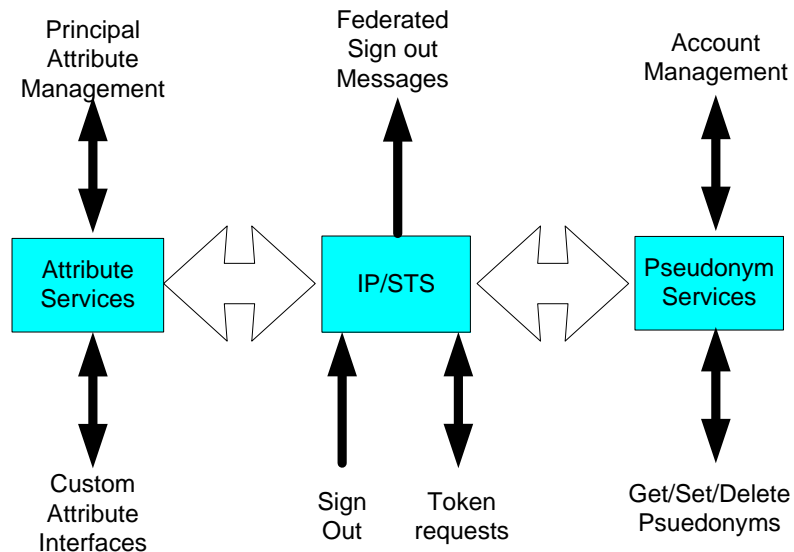 Principal
Attribute
Management
Federated
Sign out
Messages
Account
Management
Attribute
Services
IP/STS
Pseudonym
Services
Custom
Attribute
Interfaces
Sign
Out
Token
requests
Get/Set/Delete
Psuedonyms